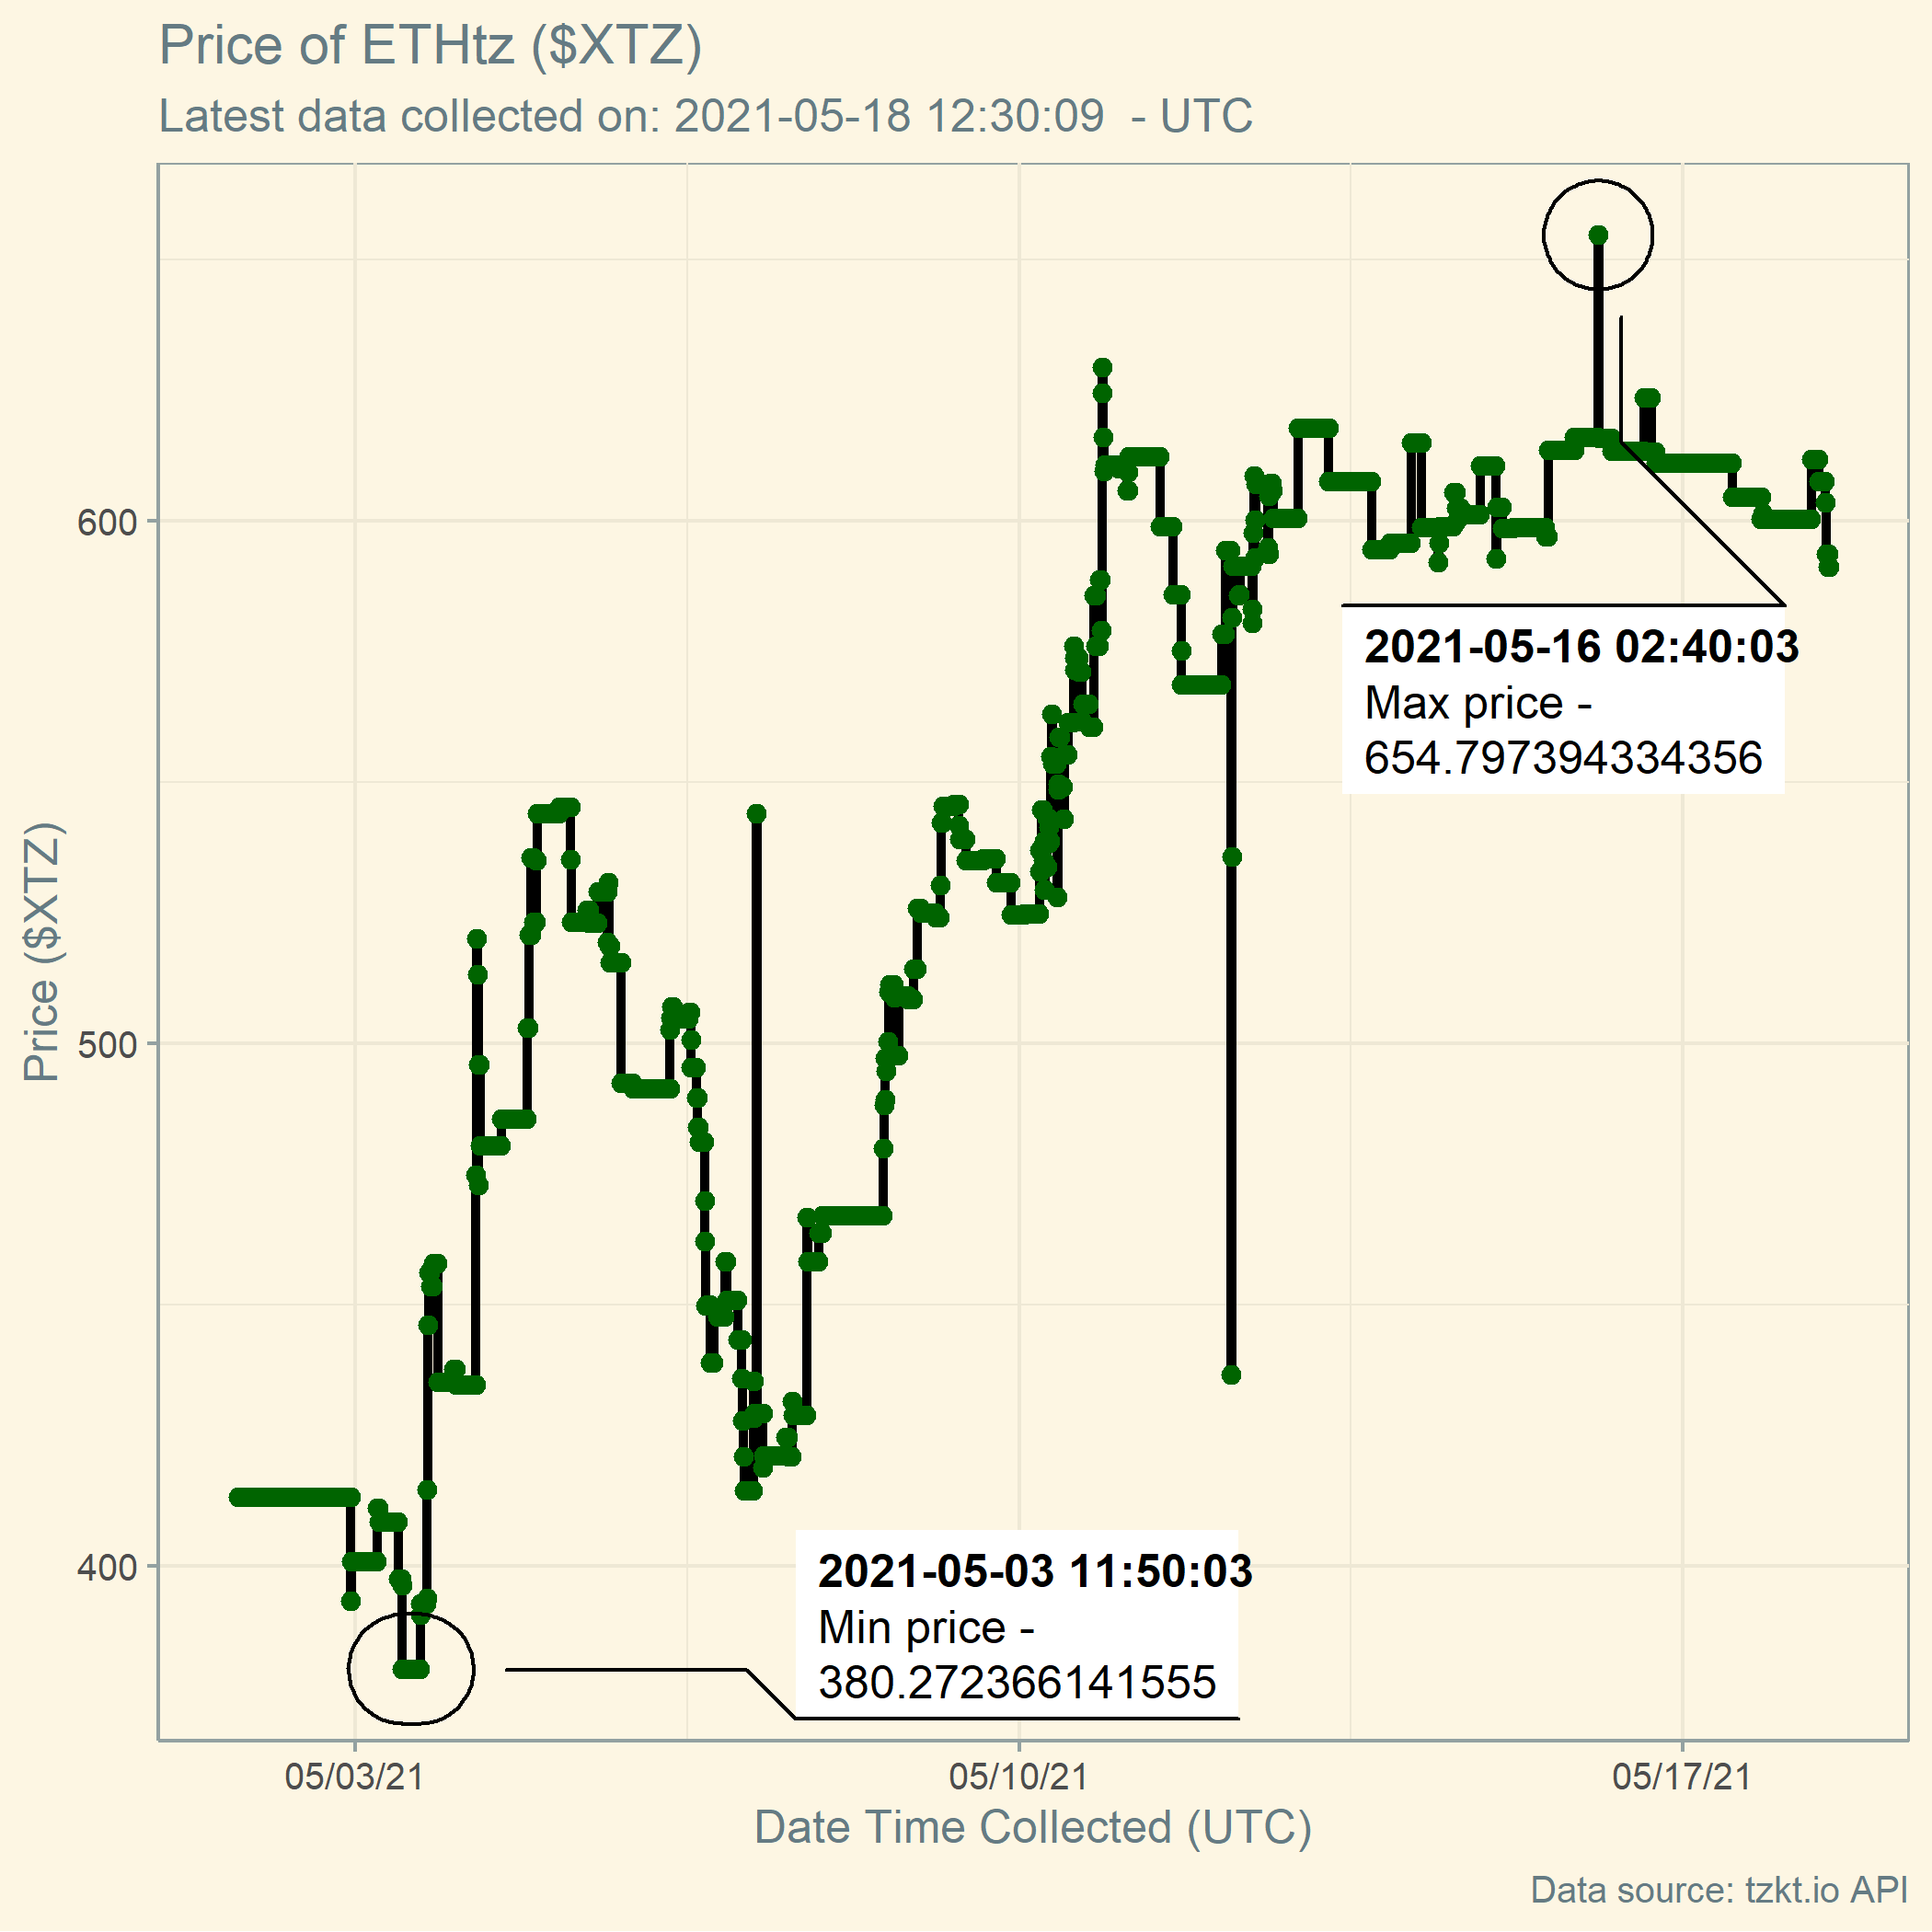 Price of ETHtz ($XTZ)
Latest data collected on: 2021-05-18 12:30:09  - UTC
Price ($XTZ)
600
500
400
2021-05-16 02:40:03
Max price -
654.797394334356
2021-05-03 11:50:03
Min price -
380.272366141555
05/03/21
05/10/21
05/17/21
Date Time Collected (UTC)
Data source: tzkt.io API